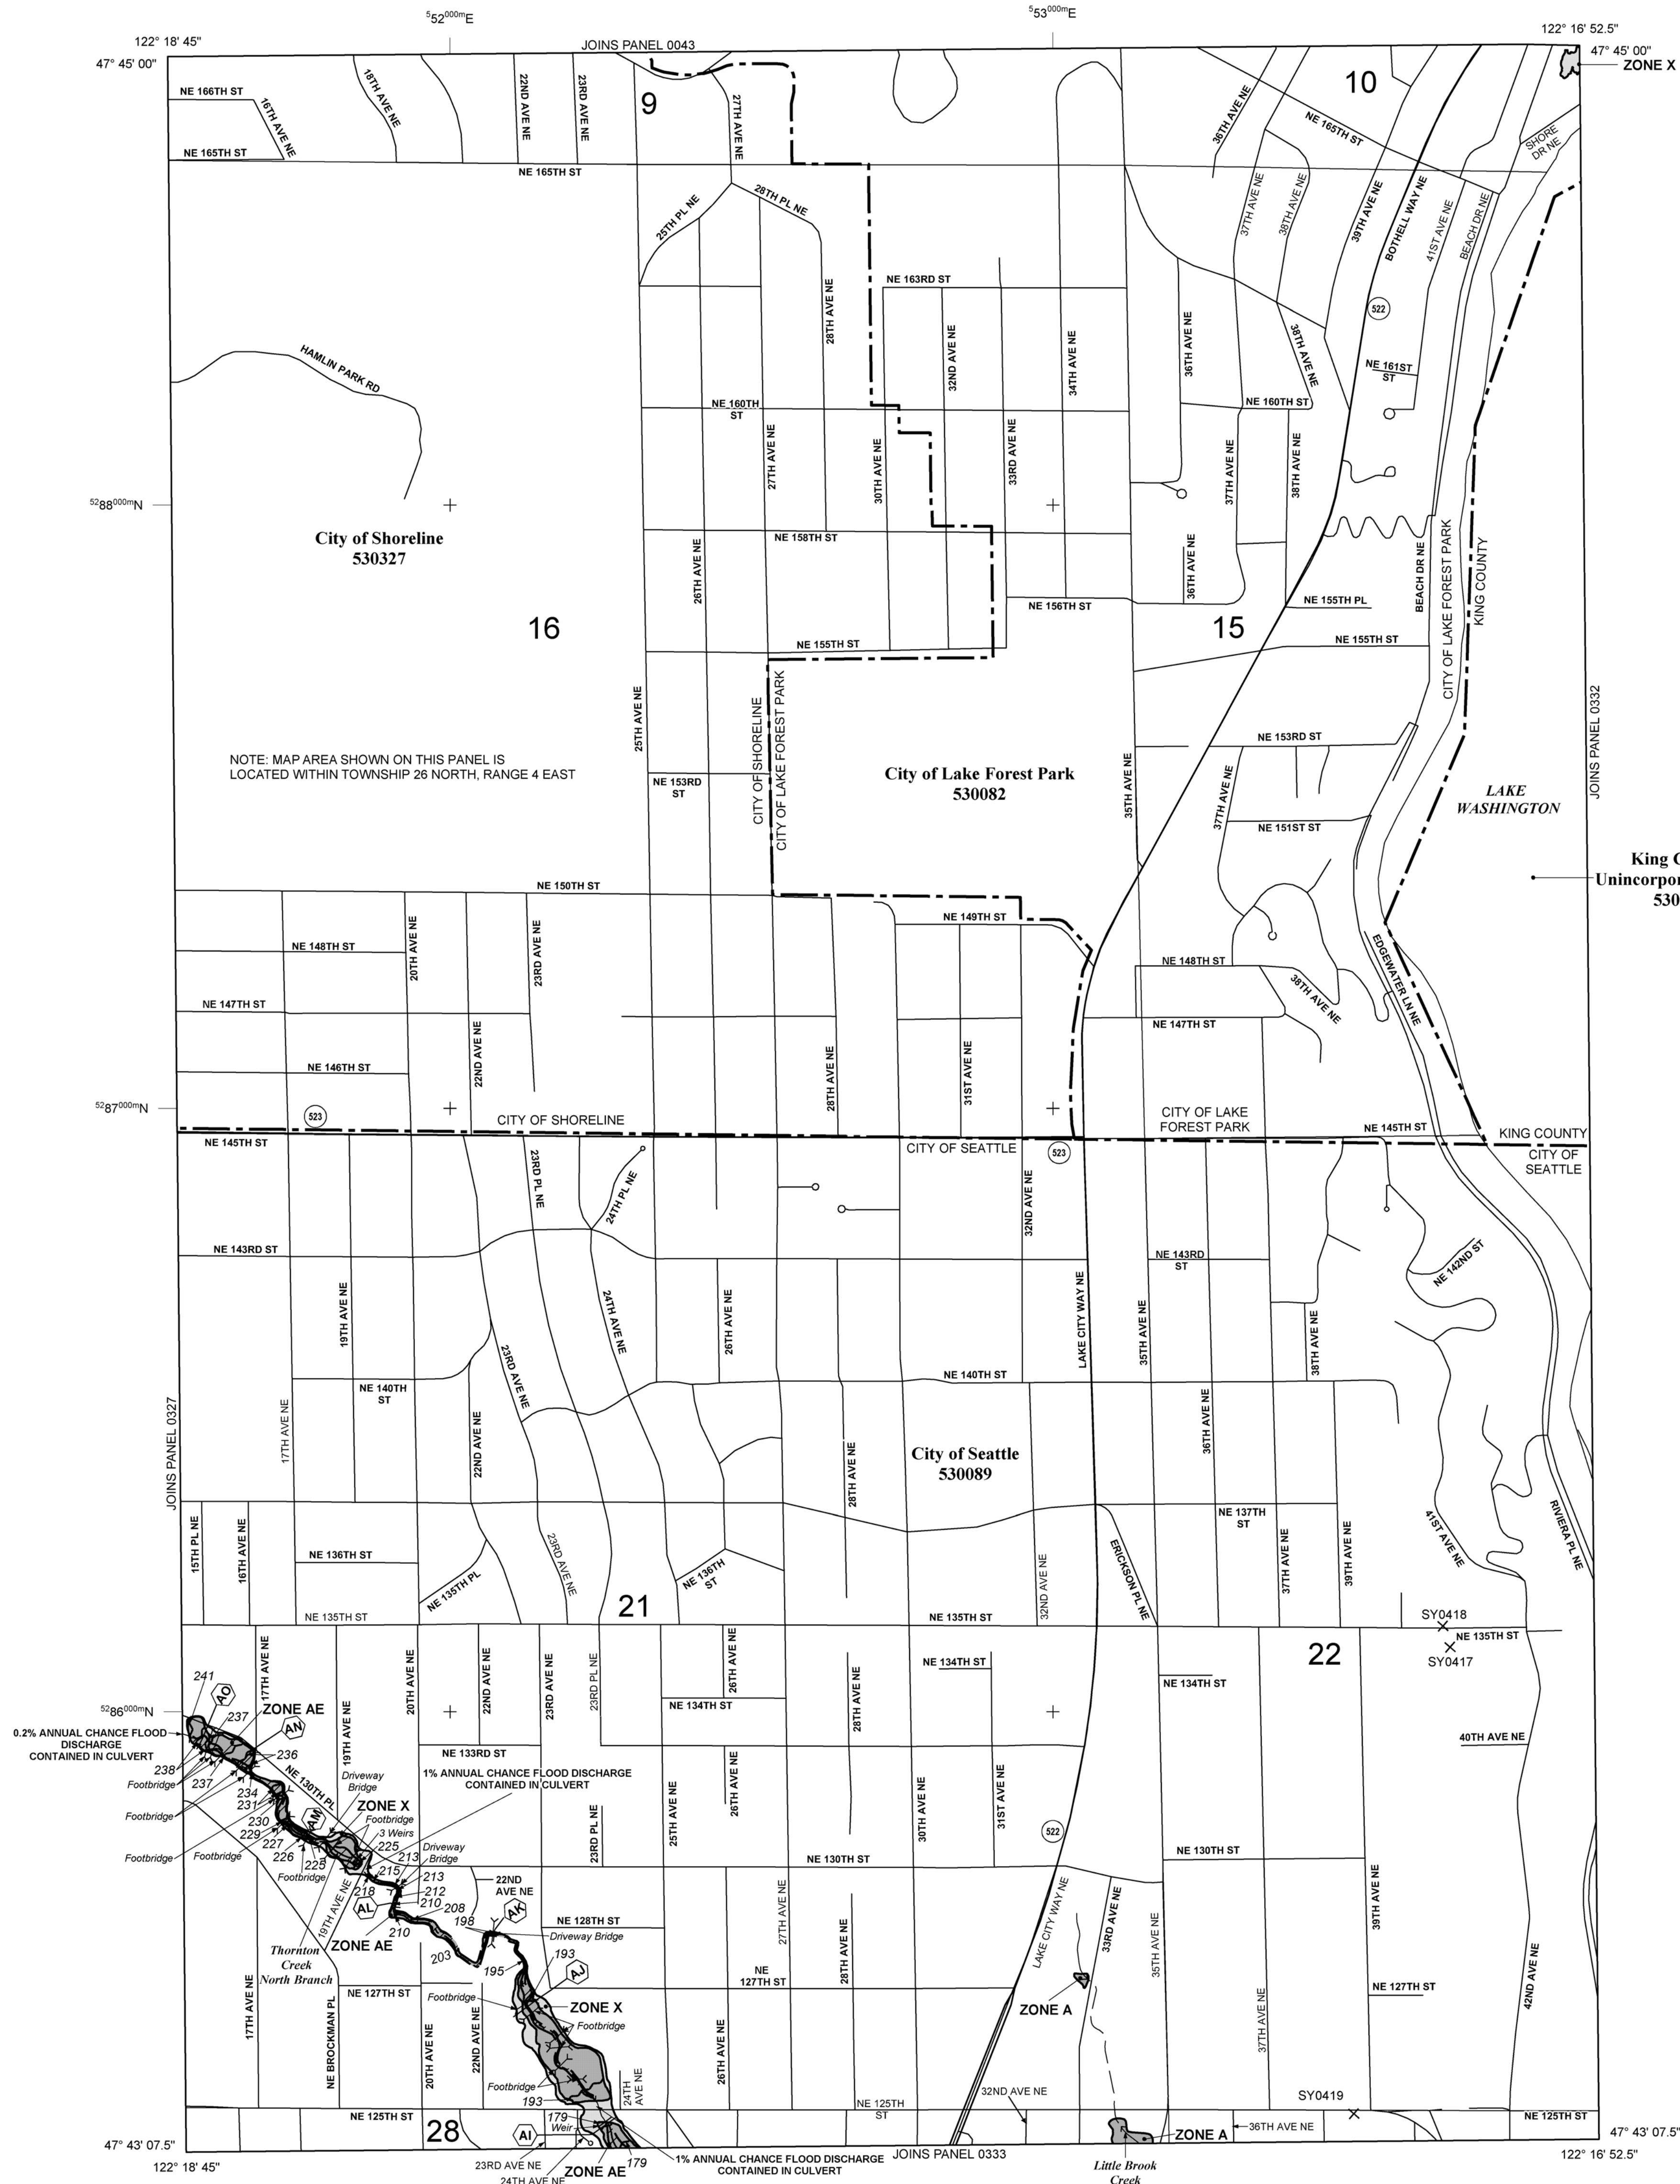 552000mE
553000mE
122° 18' 45"
JOINS PANEL 0043
122° 16' 52.5"
47° 45' 00"
47° 45' 00"
ZONE X
NE 166TH ST
16TH AVE NE
18TH AVE NE
22ND AVE NE
23RD AVE NE
9
27TH AVE NE
10
36TH AVE NE
NE 165TH ST
SHORE
DR NE
NE 165TH ST
NE 165TH ST
25TH PL NE
28TH PL NE
37TH AVE NE
38TH AVE NE
39TH AVE NE
BOTHELL WAY NE
41ST AVE NE
BEACH DR NE
28TH AVE NE
NE 163RD ST
522
32ND AVE NE
34TH AVE NE
36TH AVE NE
38TH AVE NE
HAMLIN PARK RD
NE 161ST
ST
NE 160TH
ST
NE 160TH ST
27TH AVE NE
30TH AVE NE
33RD AVE NE
37TH AVE NE
38TH AVE NE
5288000mN
City of Shoreline
530327
NE 158TH ST
26TH AVE NE
36TH AVE NE
BEACH DR NE
CITY OF LAKE FOREST PARK
KING COUNTY
NE 156TH ST
NE 155TH PL
16
15
NE 155TH ST
NE 155TH ST
25TH AVE NE
CITY OF SHORELINE
CITY OF LAKE FOREST PARK
JOINS PANEL 0332
NE 153RD ST
NOTE: MAP AREA SHOWN ON THIS PANEL IS
LOCATED WITHIN TOWNSHIP 26 NORTH, RANGE 4 EAST
NE 153RD
ST
City of Lake Forest Park
530082
35TH AVE NE
37TH AVE NE
LAKE
WASHINGTON
NE 151ST ST
King C
Unincorpor
530
NE 150TH ST
NE 149TH ST
NE 148TH ST
20TH AVE NE
23RD AVE NE
NE 148TH ST
38TH AVE NE
EDGEWATER LN NE
NE 147TH ST
NE 147TH ST
22ND AVE NE
28TH AVE NE
31ST AVE NE
NE 146TH ST
5287000mN
523
CITY OF SHORELINE
CITY OF LAKE
FOREST PARK
NE 145TH ST
KING COUNTY
NE 145TH ST
CITY OF SEATTLE
523
CITY OF
SEATTLE
23RD PL NE
24TH PL NE
32ND AVE NE
NE 143RD ST
NE 143RD
ST
NE 142ND ST
19TH AVE NE
24TH AVE NE
26TH AVE NE
LAKE CITY WAY NE
35TH AVE NE
38TH AVE NE
23RD AVE NE
NE 140TH
ST
NE 140TH ST
JOINS PANEL 0327
17TH AVE NE
22ND AVE NE
36TH AVE NE
City of Seattle
530089
28TH AVE NE
15TH PL NE
16TH AVE NE
NE 137TH
ST
41ST AVE NE
RIVIERA PL NE
NE 136TH ST
NE 135TH PL
23RD AVE NE
NE 136TH
ST
32ND AVE NE
ERICKSON PL NE
37TH AVE NE
39TH AVE NE
NE 135TH ST
21
NE 135TH ST
SY0418
NE 135TH ST
22
SY0417
241
AO
17TH AVE NE
19TH AVE NE
20TH AVE NE
22ND AVE NE
23RD AVE NE
23RD PL NE
26TH AVE NE
28TH AVE NE
NE 134TH ST
NE 134TH ST
NE 134TH ST
5286000mN
237
ZONE AE
AN
0.2% ANNUAL CHANCE FLOOD
DISCHARGE
CONTAINED IN CULVERT
40TH AVE NE
NE 133RD ST
236
238
Footbridge
237
234
231
NE 130TH PL
Driveway
Bridge
1% ANNUAL CHANCE FLOOD DISCHARGE
CONTAINED IN CULVERT
25TH AVE NE
26TH AVE NE
30TH AVE NE
31ST AVE NE
23RD PL NE
Footbridge
AM
ZONE X
Footbridge
3 Weirs
230
229
227
226
225
225
522
Driveway
Bridge
213
Footbridge
Footbridge
Footbridge
NE 130TH ST
NE 130TH ST
215
213
218
212
210
208
AL
19TH AVE NE
22ND
AVE NE
AK
198
210
27TH AVE NE
28TH AVE NE
LAKE CITY WAY NE
33RD AVE NE
35TH AVE NE
39TH AVE NE
NE 128TH ST
Driveway Bridge
Thornton
Creek
North Branch
ZONE AE
203
195
193
AJ
NE
127TH ST
NE 127TH ST
NE 127TH ST
Footbridge
ZONE X
ZONE A
42ND AVE NE
17TH AVE NE
NE BROCKMAN PL
20TH AVE NE
22ND AVE NE
Footbridge
26TH AVE NE
37TH AVE NE
Footbridge
24TH
AVE NE
193
32ND AVE NE
SY0419
NE 125TH
ST
NE 125TH ST
28
179
Weir
AI
36TH AVE NE
NE 125TH ST
ZONE A
47° 43' 07.5"
47° 43' 07.5"
179
JOINS PANEL 0333
122° 18' 45"
23RD AVE NE
24TH AVE NE
ZONE AE
1% ANNUAL CHANCE FLOOD DISCHARGE
CONTAINED IN CULVERT
Little Brook
Creek
122° 16' 52.5"